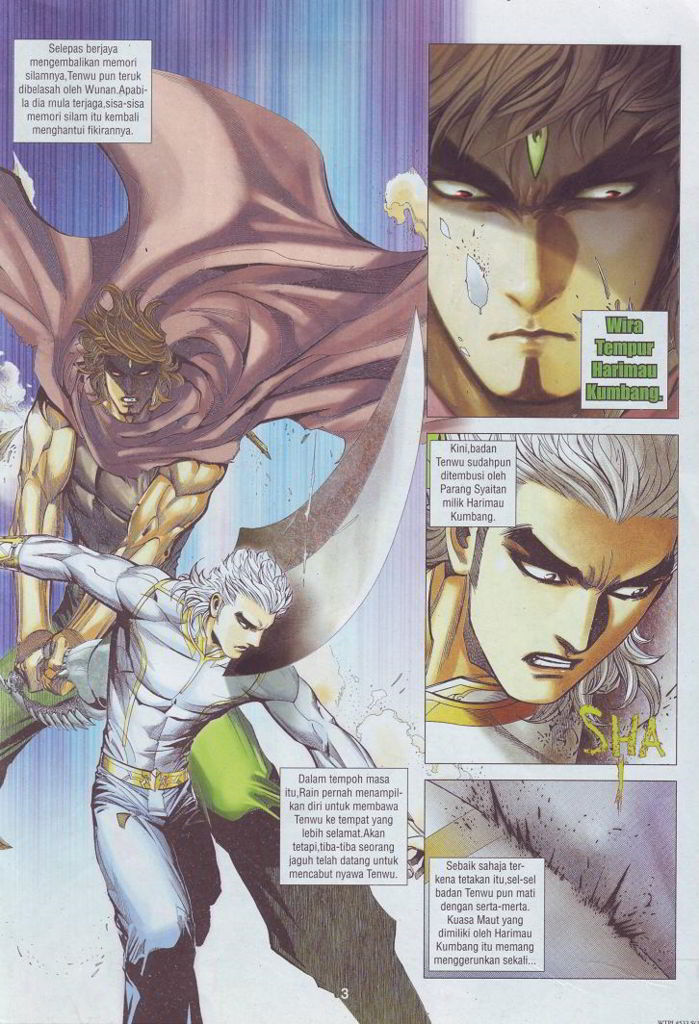 Selepas berjaya
mengembalikan memori
silamnya,Tenwu pun teruk
dibelasah oleh Wunan.Apabi-
la dia mula terjaga,sisa-sisa
memori silam itu kembali
menghantui fikirannya.
Wira
Tempur
Harimau
Kumbang.
Kini,badan
Tenwu sudahpun
ditembusi oleh
Parang Syaitan
milik Harimau
Kumbang.
SHA
Dalam tempoh masa
itu,Rain pernah menampil-
kan diri untuk membawa
Tenwu ke tempat yang
lebih selamat.Akan
tetapi,tiba-tiba seorang
jaguh telah datang untuk
mencabut nyawa Tenwu.
Sebaik sahaja ter-
kena tetakan itu,sel-sel
badan Tenwu pun mati
dengan serta-merta.
Kuasa Maut yang
dimiliki oleh Harimau
Kumbang itu memang
menggerunkan sekali...
3